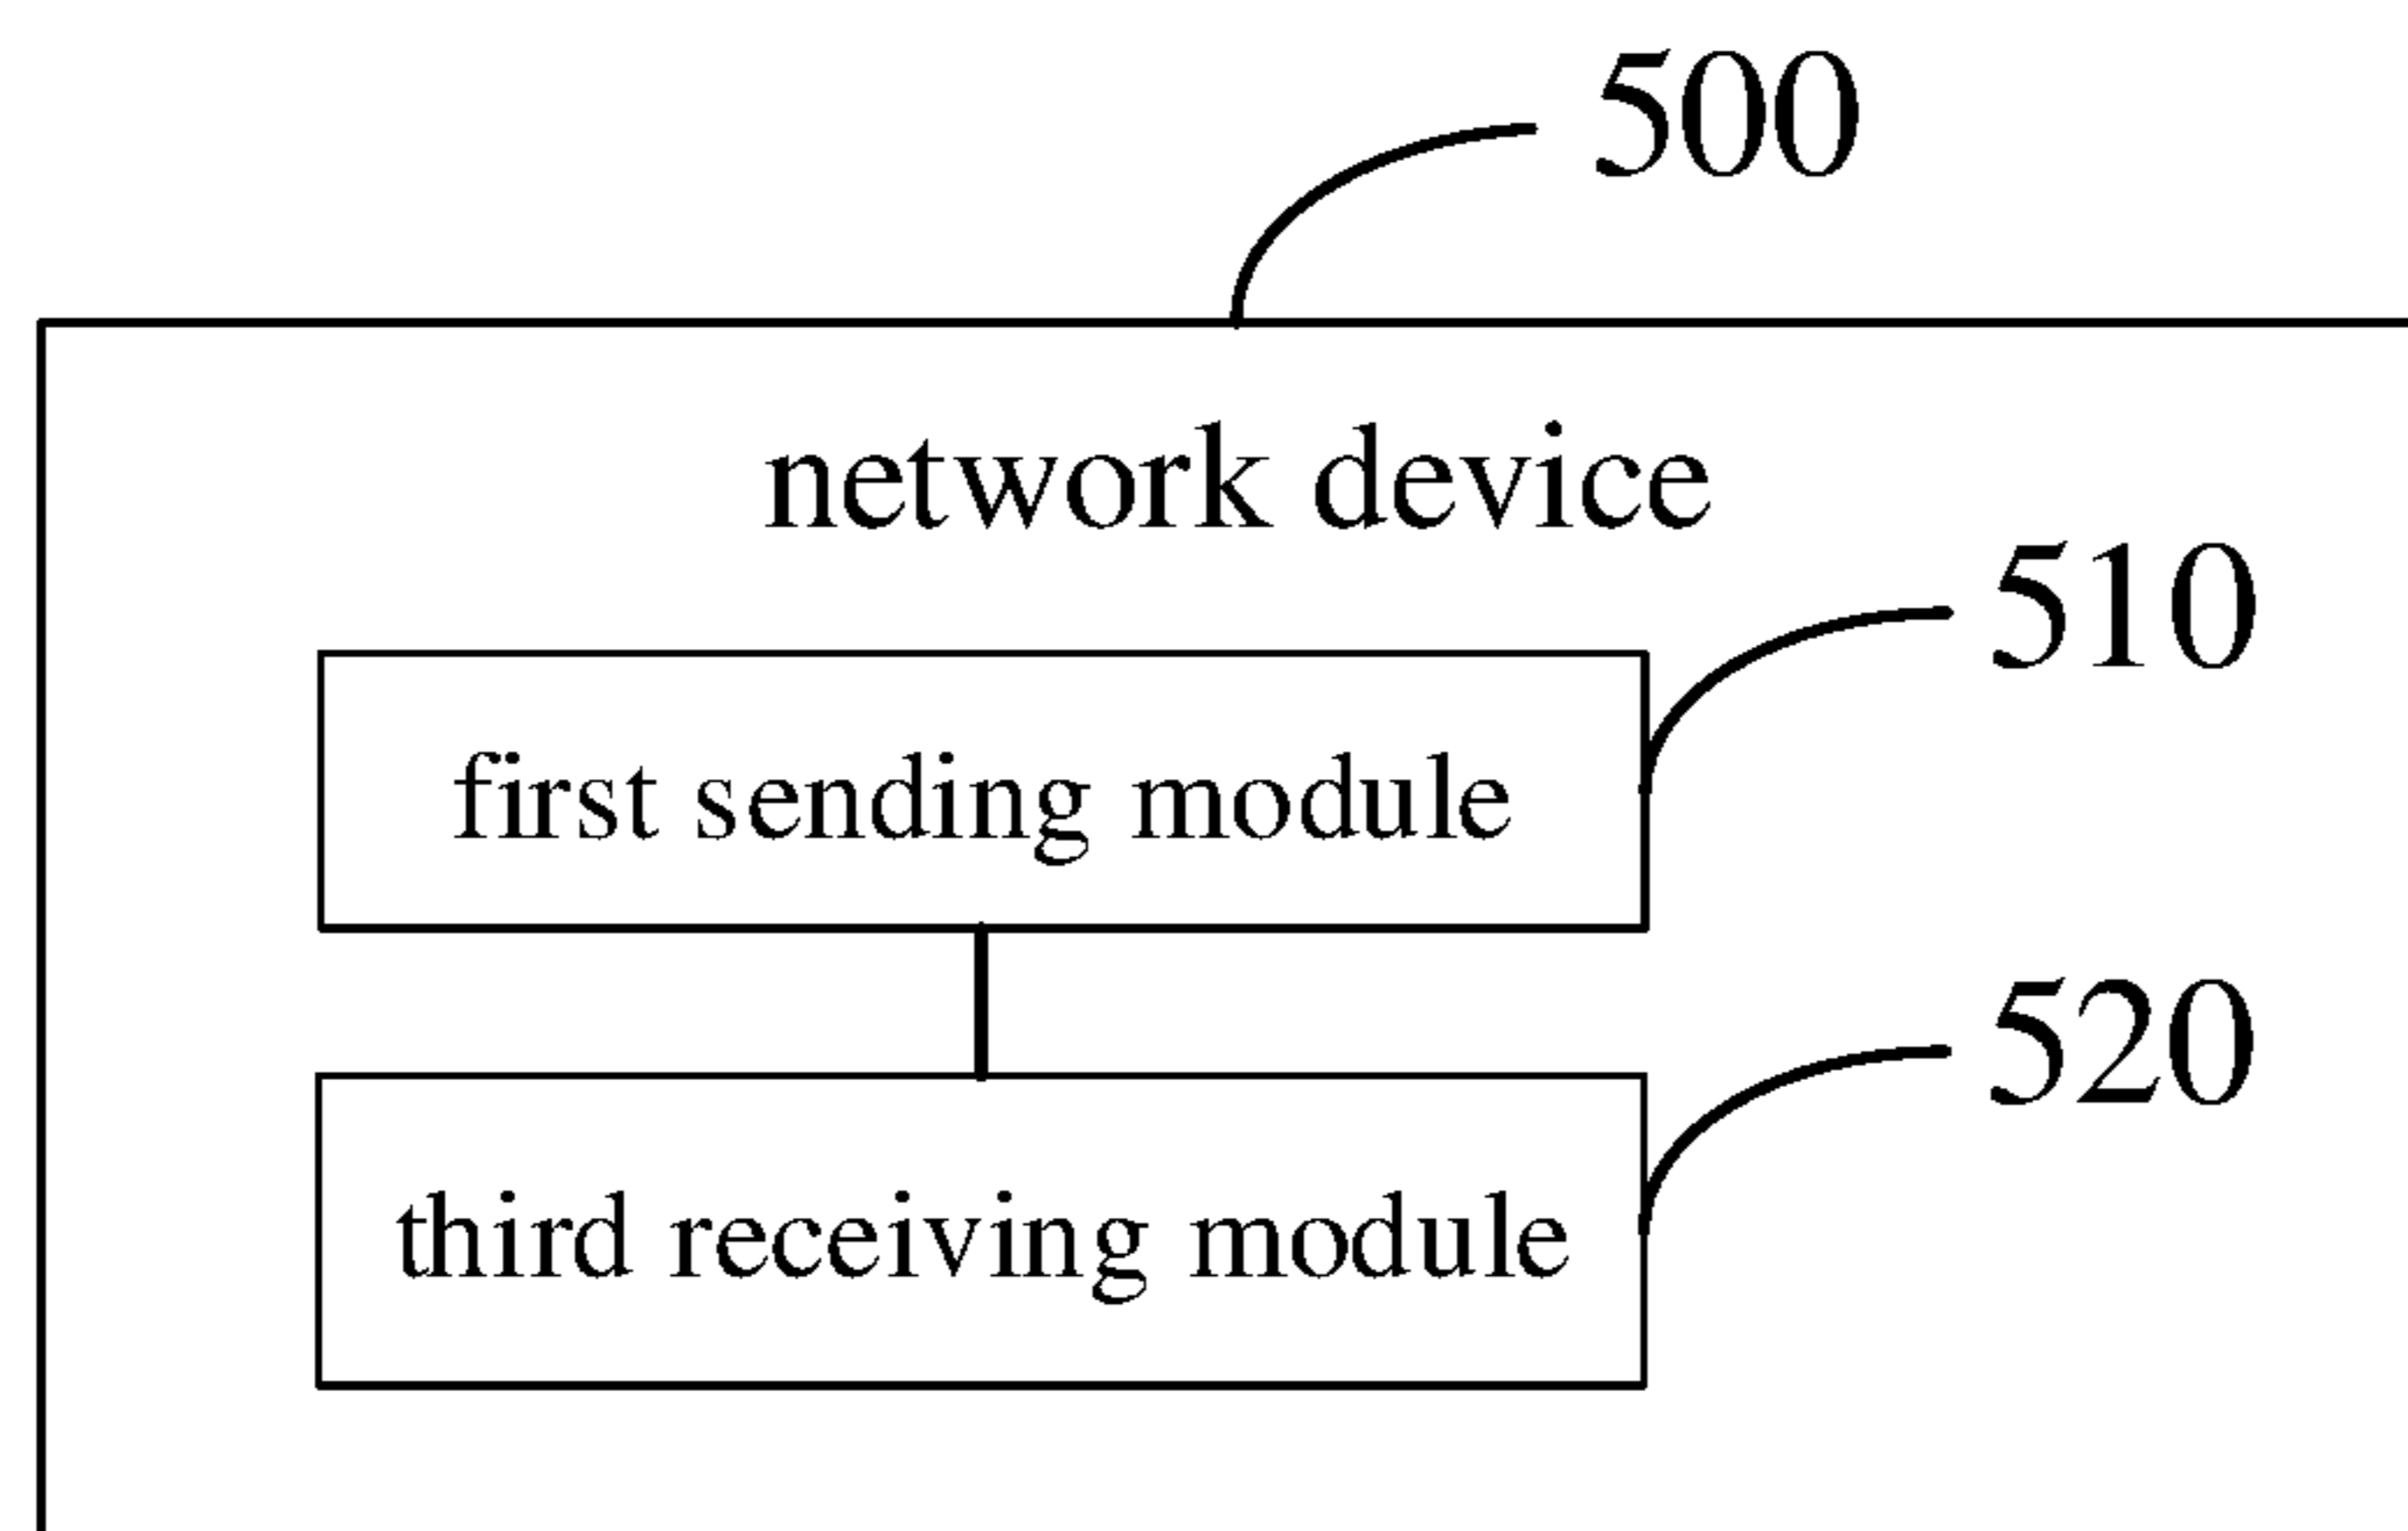 500
network device
510
first sending module
520
third receiving module